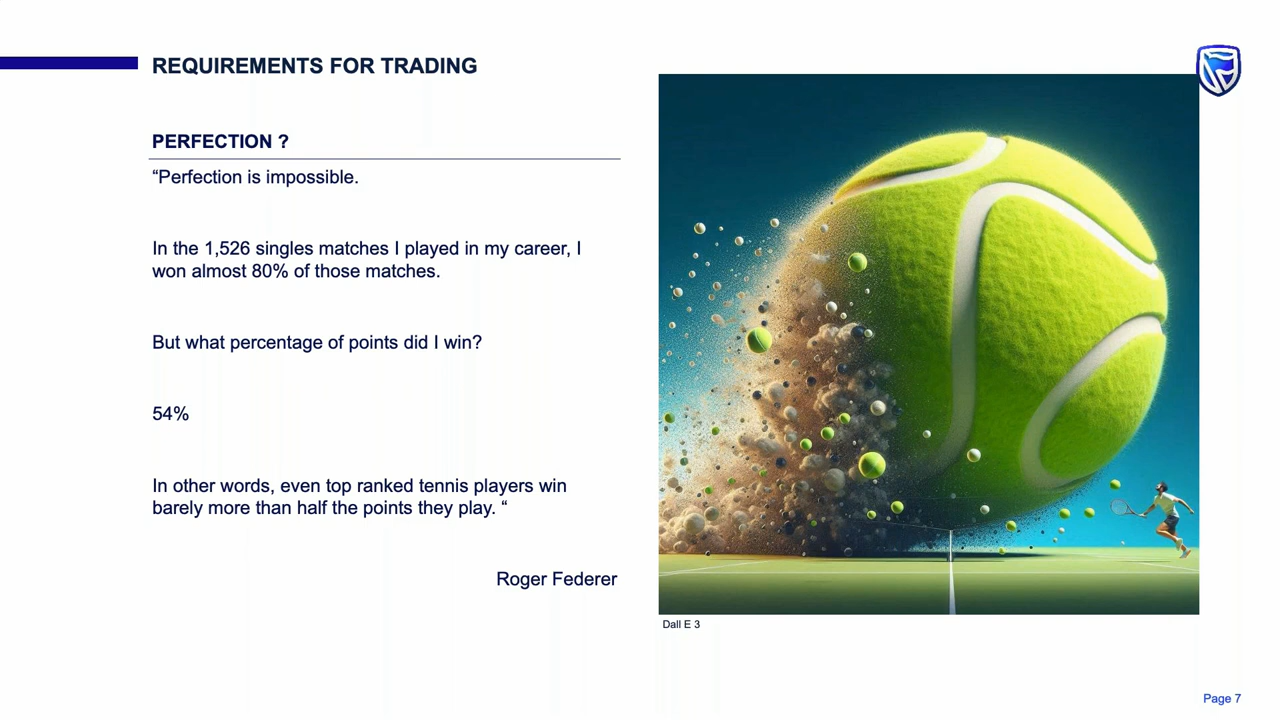 REQUIREMENTS FOR TRADING
PERFECTION ?
“Perfection is impossible.
In the 1,526 singles matches I played in my career, I
won almost 80% of those matches.
But what percentage of points did I win?
54%
In other words, even top ranked tennis players win
barely more than half the points they play. “
Roger Federer
Dall E 3
Page 7